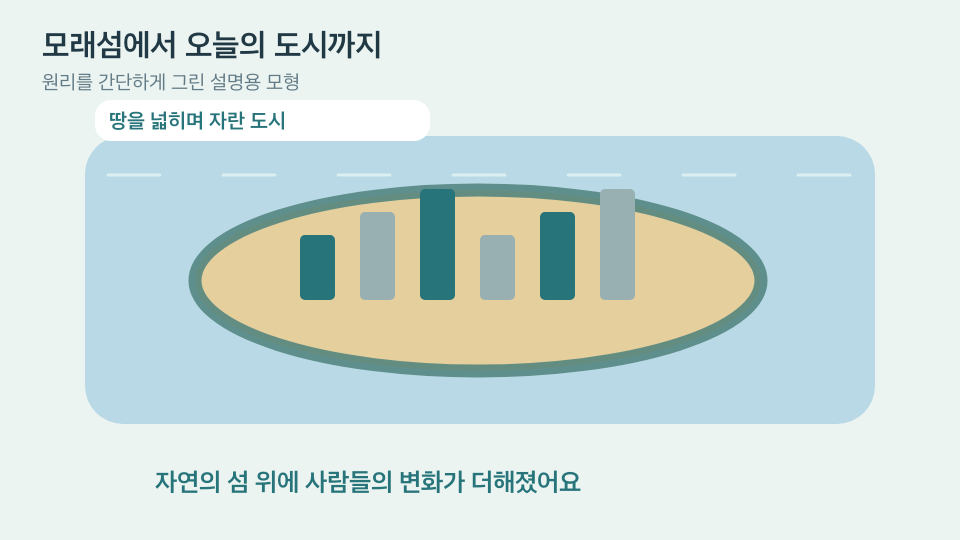 모래섬에서 오늘의 도시까지
원리를 간단하게 그린 설명용 모형
땅을 넓히며 자란 도시
자연의 섬 위에 사람들의 변화가 더해졌어요